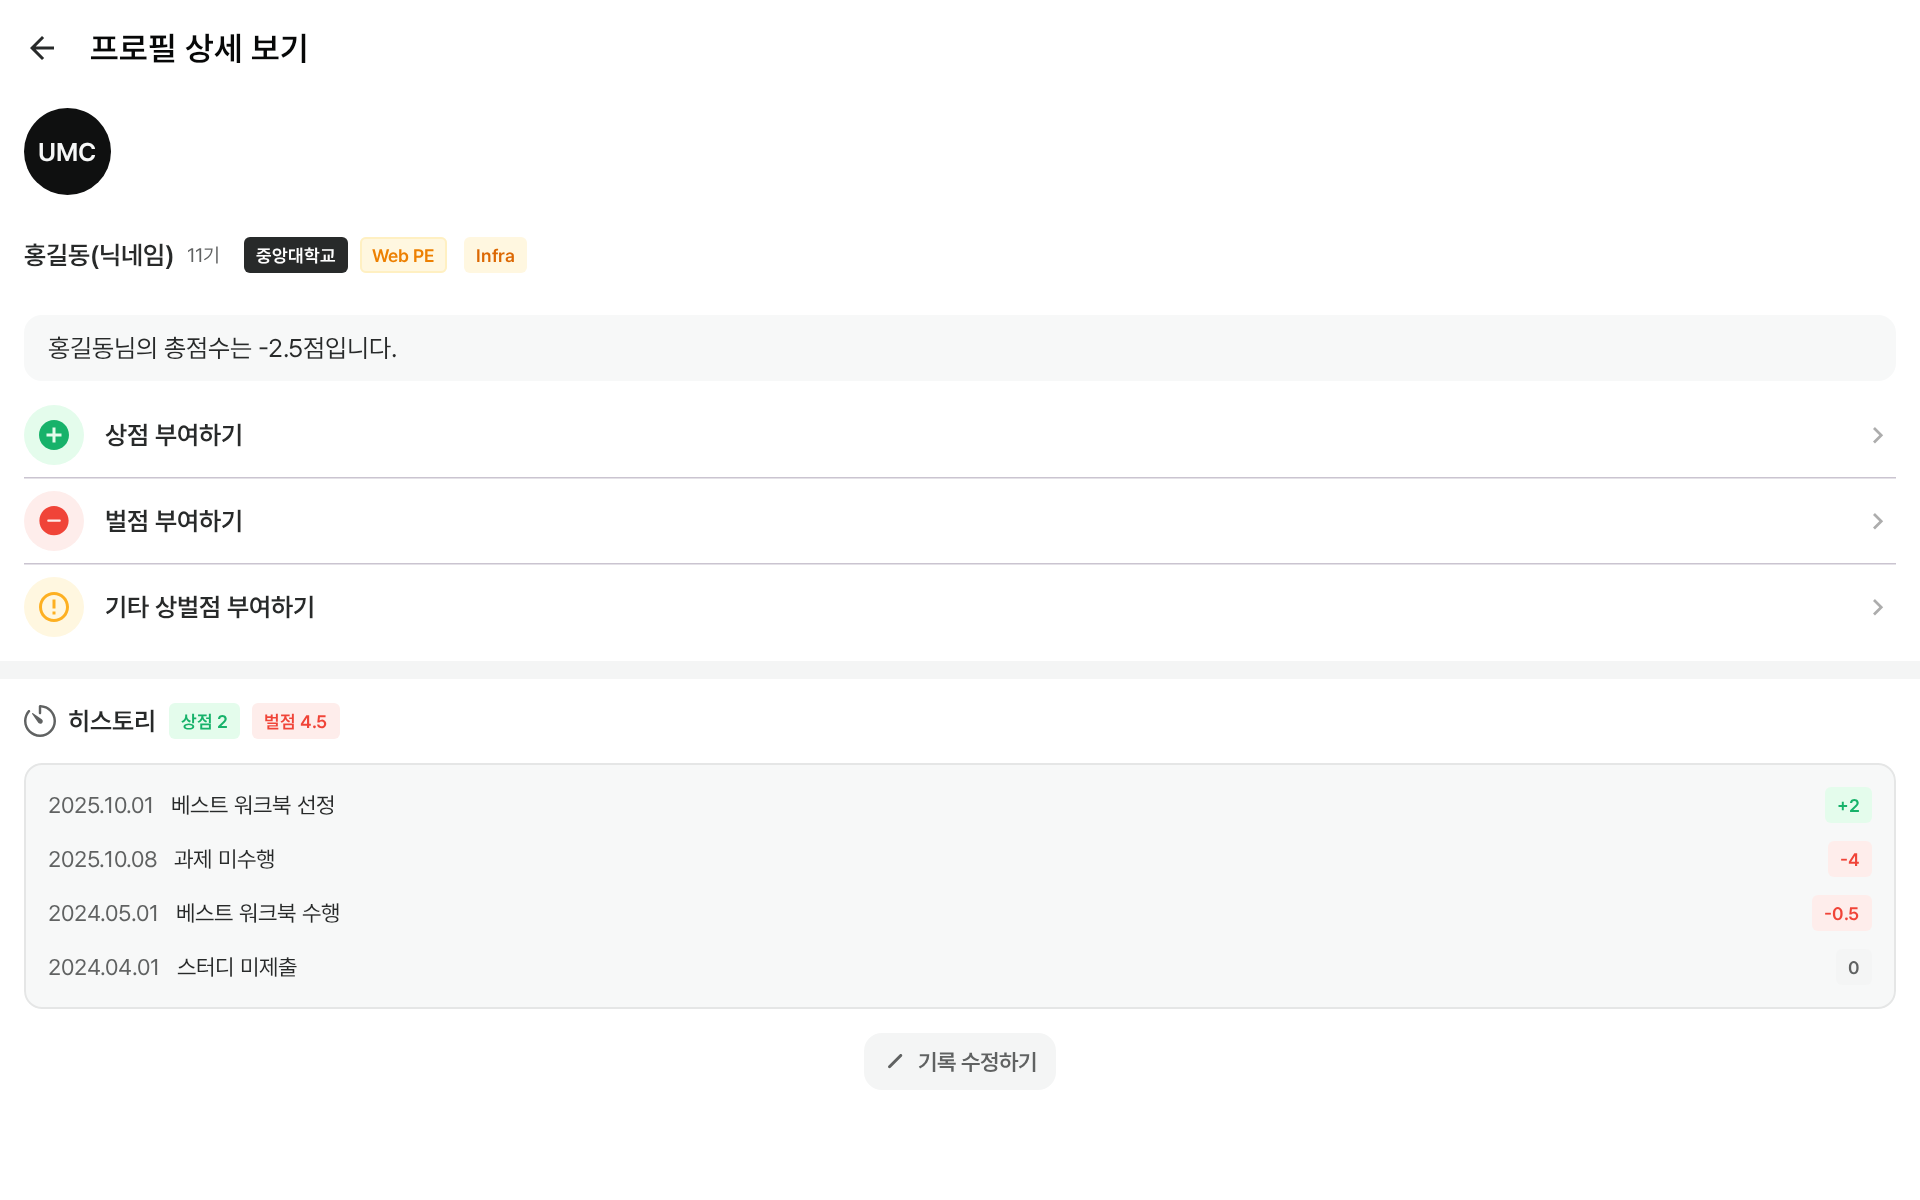 프로필 상세 보기
UMC
홍길동(닉네임) 11기 중앙대학교 Web PE Infra
홍길동님의 총점수는 -2.5점입니다.
상점 부여하기
벌점 부여하기
기타 상벌점 부여하기
히스토리 상점 2 벌점 4.5
2025.10.01 베스트 워크북 선정 +2
2025.10.08 과제 미수행 -4
2024.05.01 베스트 워크북 수행 -0.5
2024.04.01 스터디 미제출 0
기록 수정하기